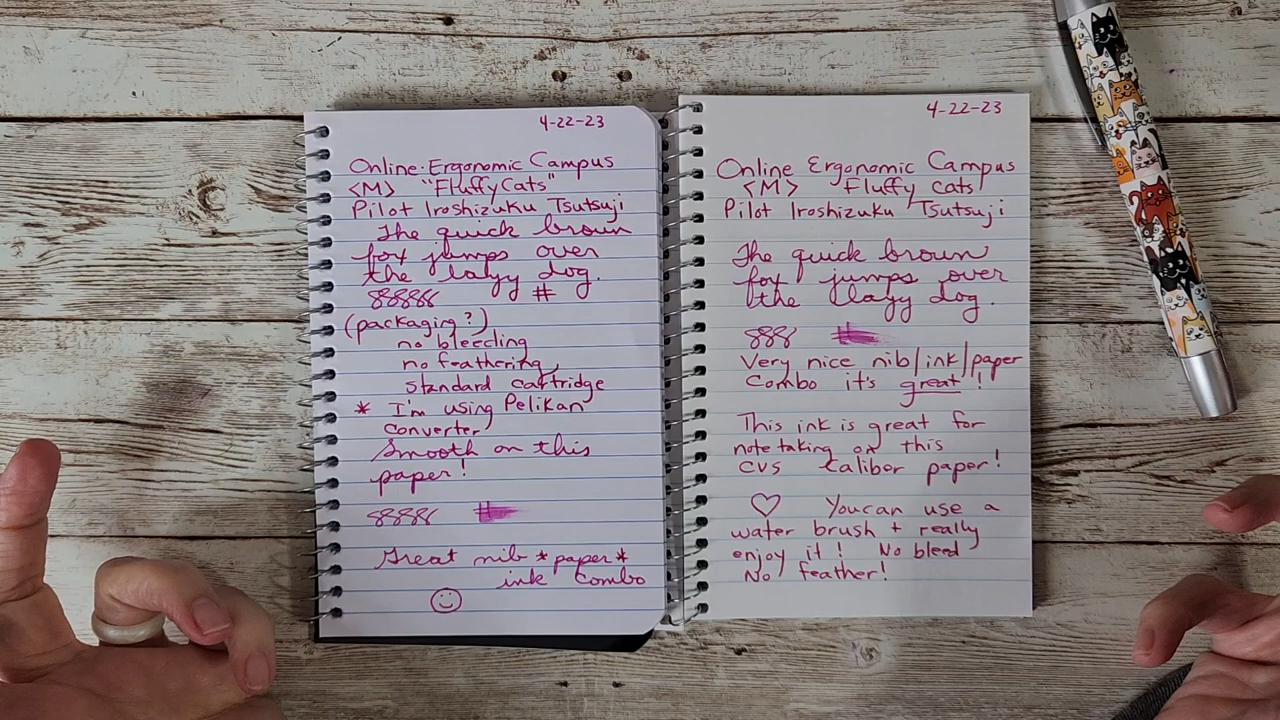 4-22-23
Online·Ergonomic Campus
<M> "Fluffy Cats"
Pilot Iroshizuku Tsutsuji
The quick brown
fox jumps over
the lazy dog.
88888 #
(packaging?)
no bleeding
no feathering
standard cartridge
* I'm using Pelikan
converter
Smooth on this
paper!
88888 #
Great nib *paper*
ink combo
4-22-23
Online Ergonomic Campus
<M> Fluffy Cats
Pilot Iroshizuku Tsutsuji
The quick brown
fox jumps over
the lazy dog.
888 #
Very nice nib/ink/paper
Combo it's great!
This ink is great for
note taking on this
CVS Caliber paper!
♡ You can use a
water brush + really
enjoy it! No bleed
No feather!